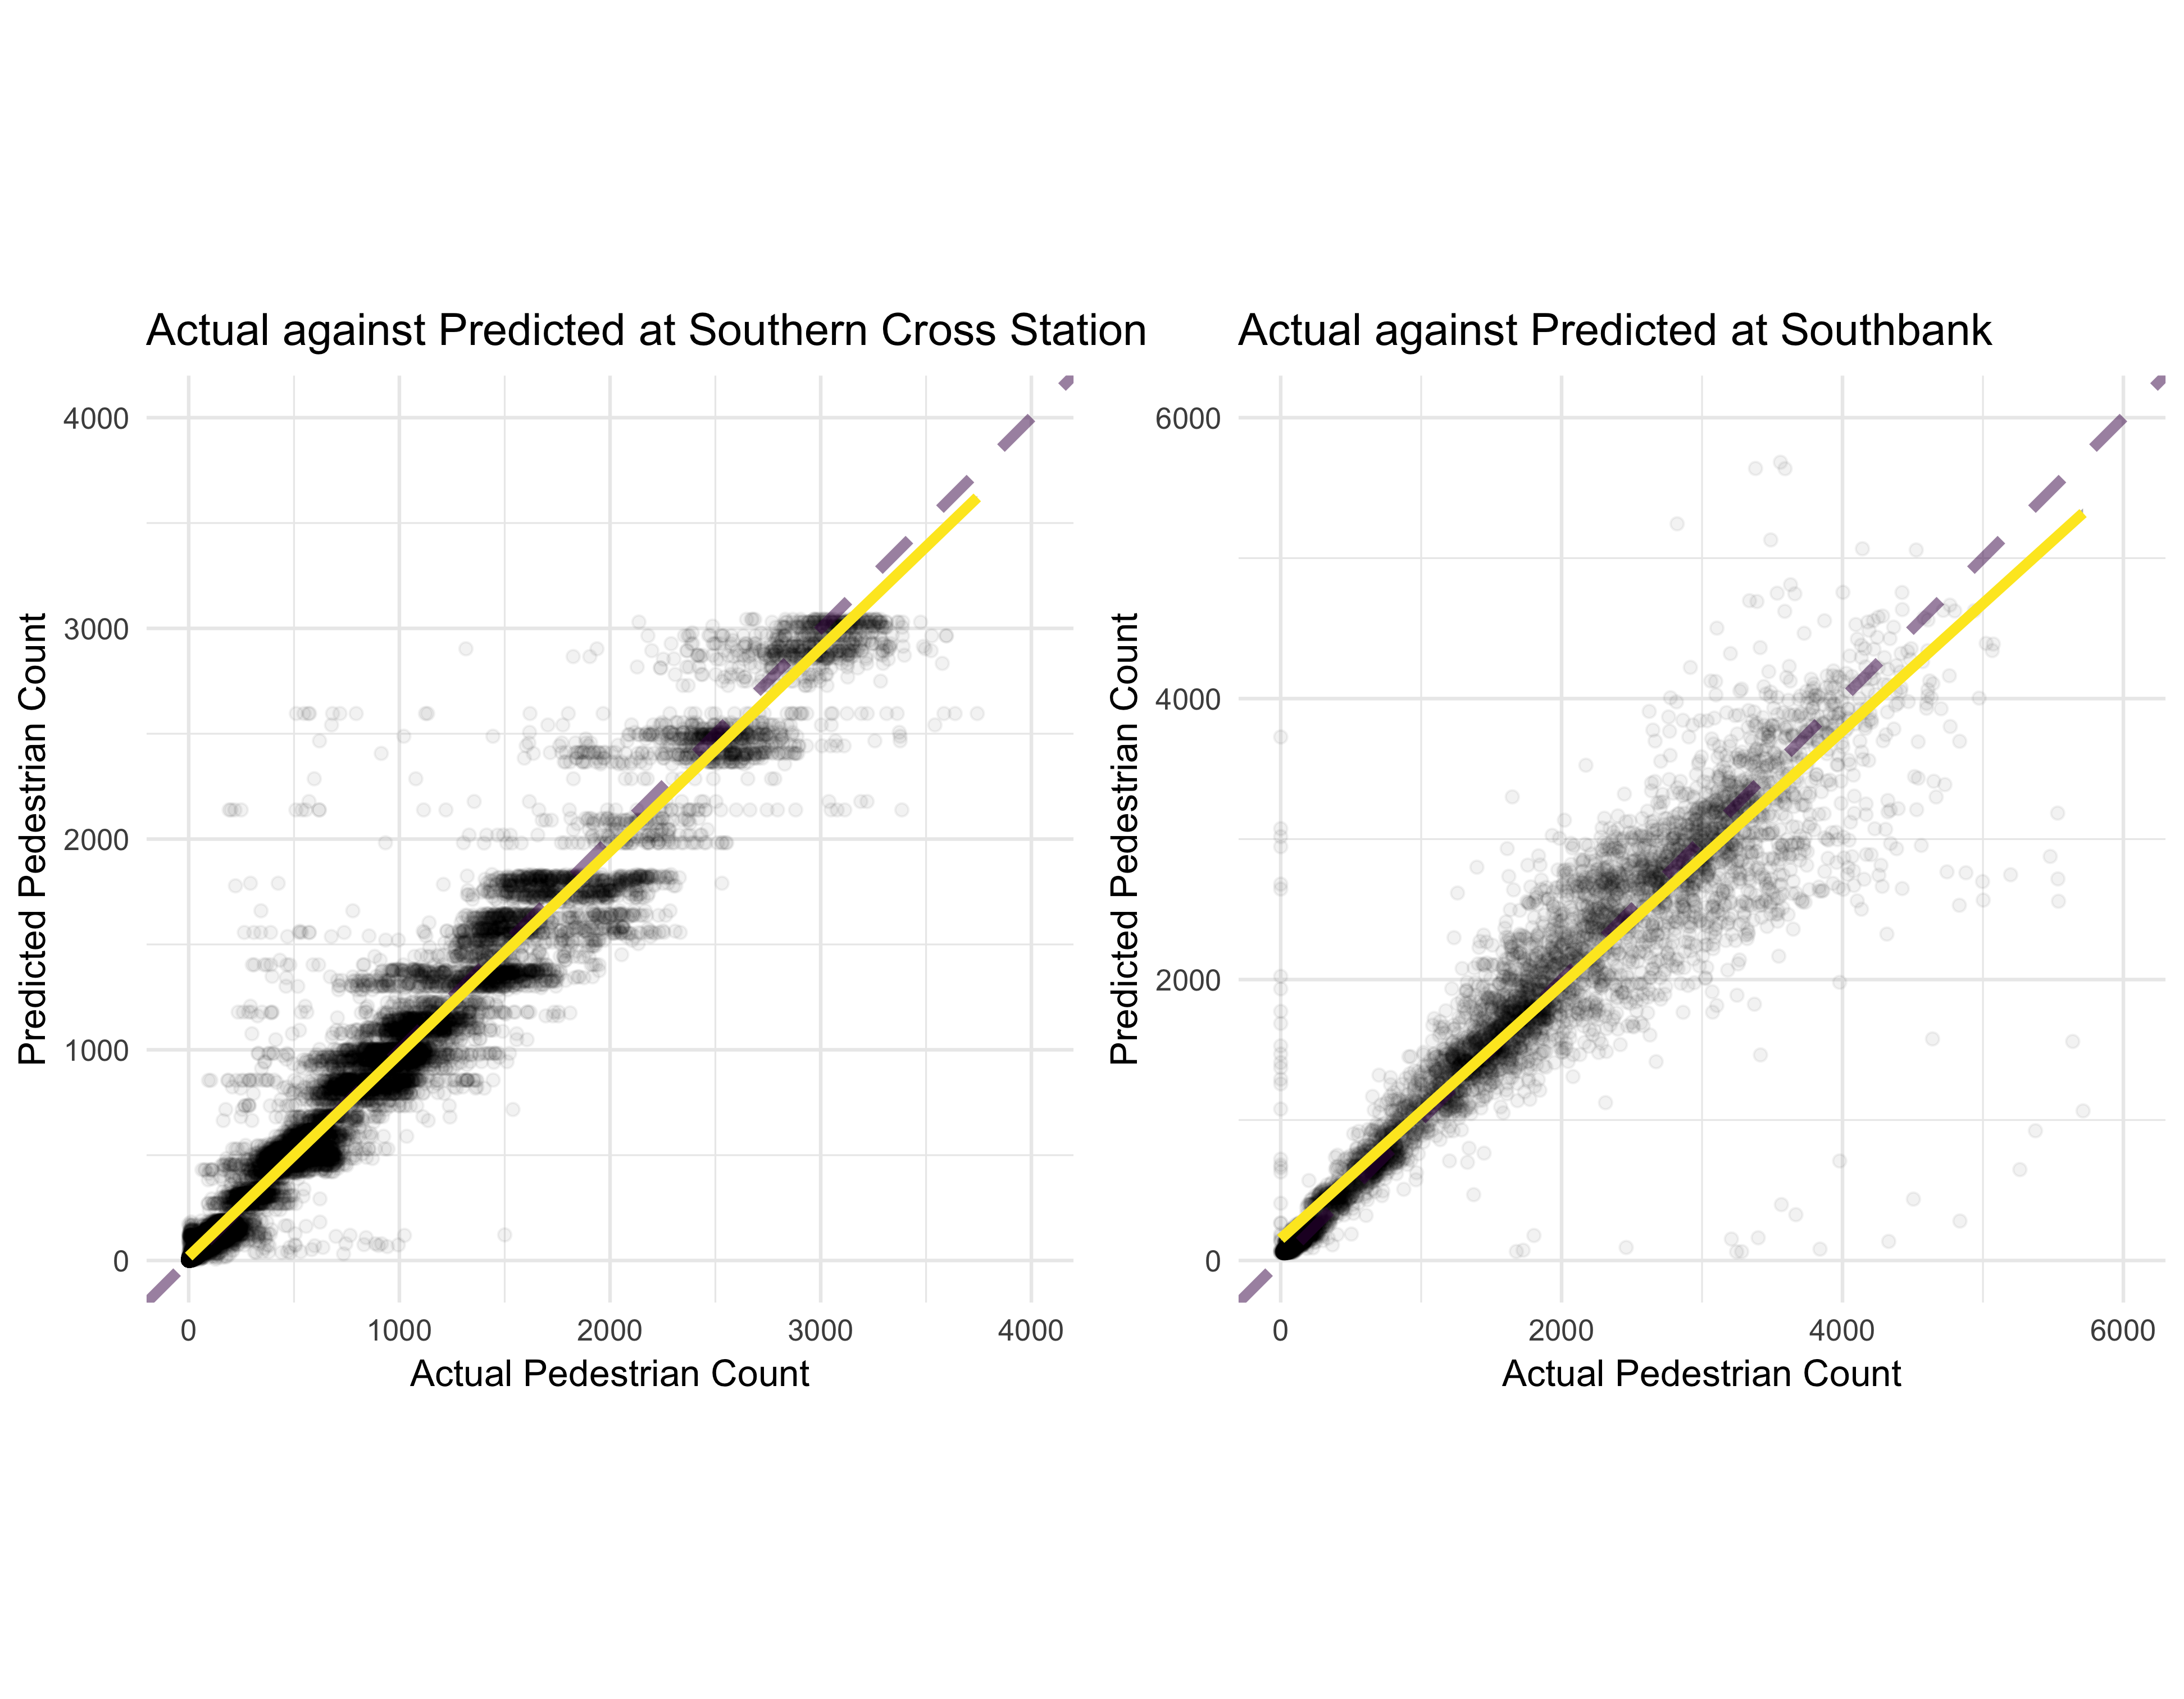 Actual against Predicted at Southern Cross Station
Predicted Pedestrian Count
4000
3000
2000
1000
0
0 1000 2000 3000 4000
Actual Pedestrian Count
Actual against Predicted at Southbank
Predicted Pedestrian Count
6000
4000
2000
0
0 2000 4000 6000
Actual Pedestrian Count